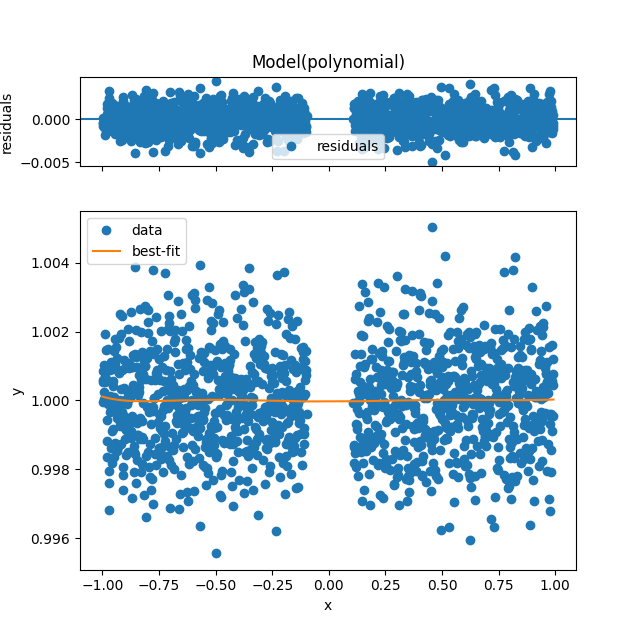 Model(polynomial)
residuals
0.000
−0.005
residuals
data
best-fit
y
1.004
1.002
1.000
0.998
0.996
−1.00 −0.75 −0.50 −0.25 0.00 0.25 0.50 0.75 1.00
x